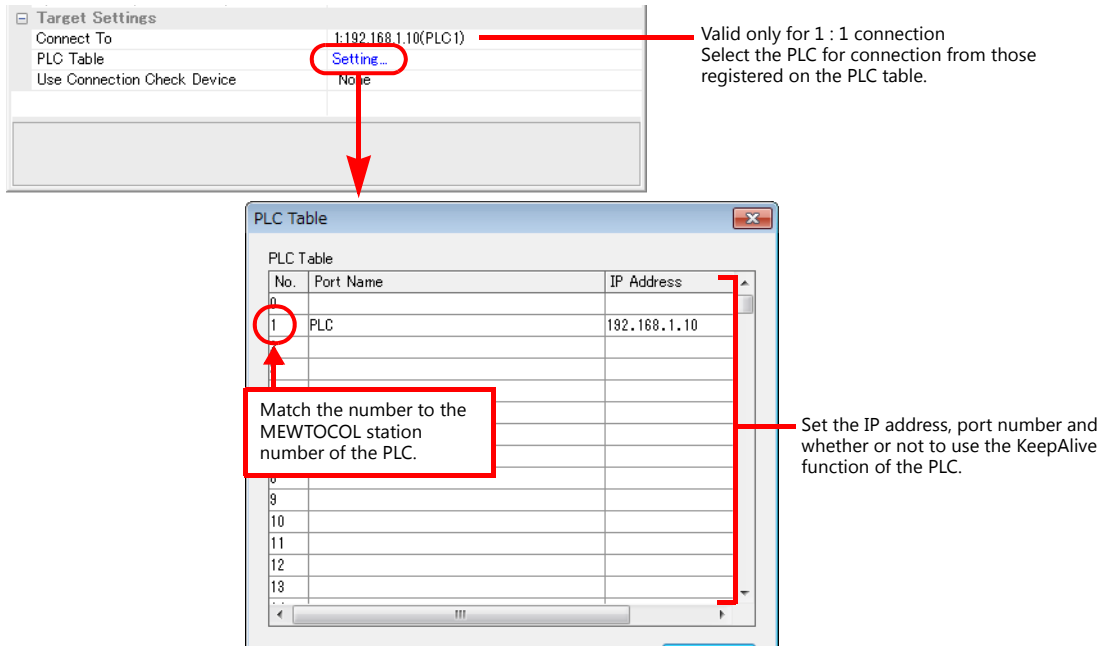 Target Settings
Connect To 1:192.168.1.10(PLC1)
PLC Table Setting...
Use Connection Check Device None
Valid only for 1 : 1 connection
Select the PLC for connection from those
registered on the PLC table.
PLC Table
PLC Table
No. Port Name IP Address
0
1 PLC 192.168.1.10
Match the number to the
MEWTOCOL station
number of the PLC.
Set the IP address, port number and
whether or not to use the KeepAlive
function of the PLC.
9
10
11
12
13